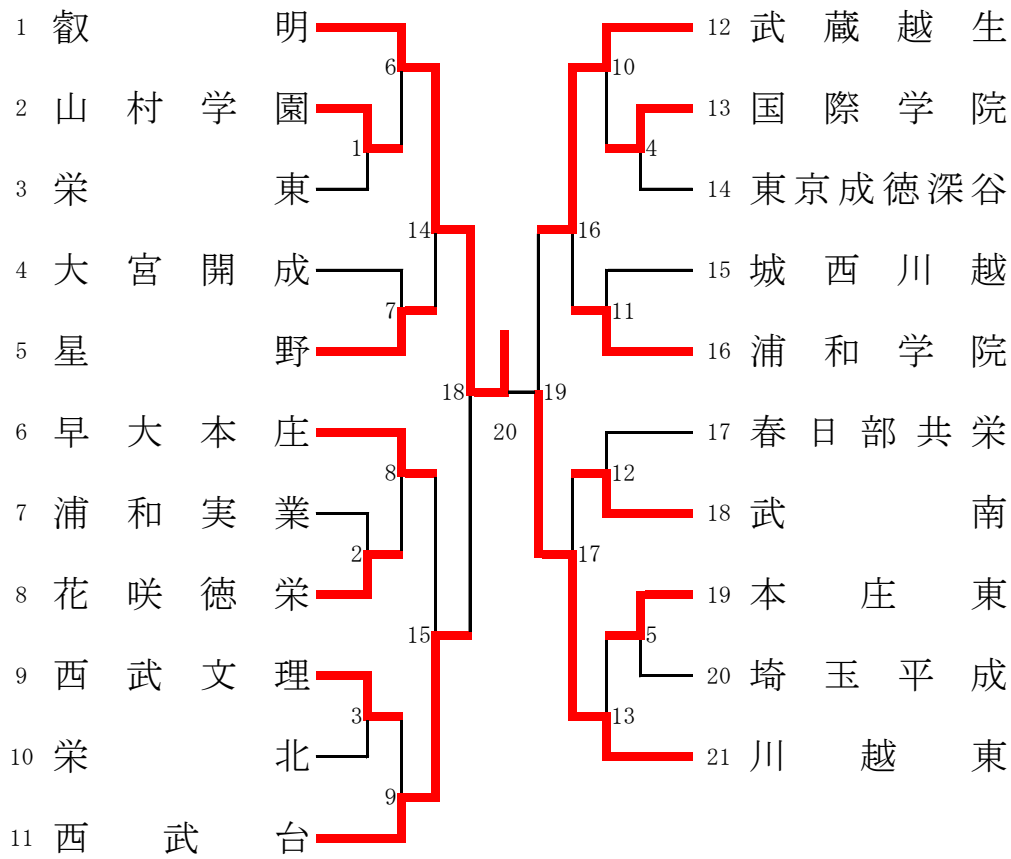 1 叡明
6
2 山村学園
1
3 栄東
14
4 大宮開成
7
5 星野
18
6 早大本庄
8
7 浦和実業
2
8 花咲徳栄
15
9 西武文理
3
10 栄北
9
11 西武台
20
12 武蔵越生
10
13 国際学院
4
14 東京成徳深谷
16
15 城西川越
11
16 浦和学院
19
17 春日部共栄
12
18 武南
17
19 本庄東
5
20 埼玉平成
13
21 川越東